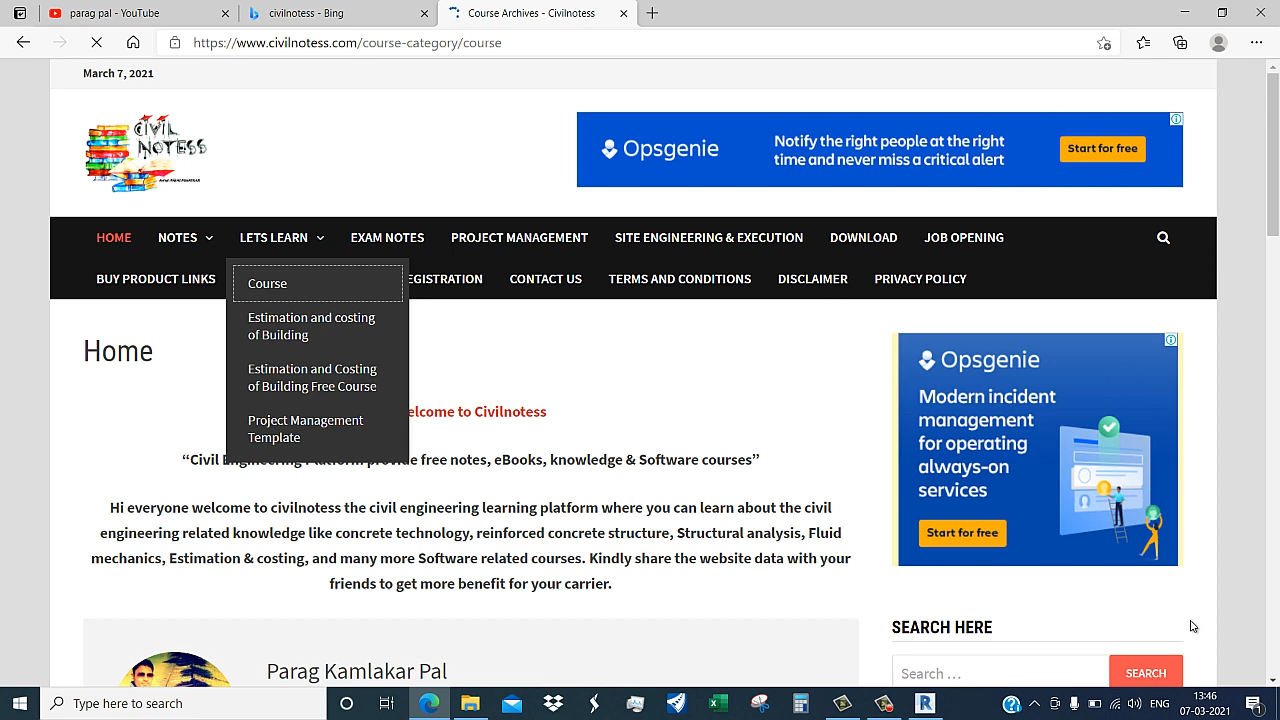 parag pal - YouTube
civilnotess - Bing
Course Archives - Civilnotess
https://www.civilnotess.com/course-category/course
March 7, 2021
CIVIL
NOTESS
Opsgenie
Notify the right people at the right
time and never miss a critical alert
Start for free
HOME NOTES LETS LEARN EXAM NOTES PROJECT MANAGEMENT SITE ENGINEERING & EXECUTION DOWNLOAD JOB OPENING
BUY PRODUCT LINKS EGISTRATION CONTACT US TERMS AND CONDITIONS DISCLAIMER PRIVACY POLICY
Course
Estimation and costing
of Building
Estimation and Costing
of Building Free Course
Project Management
Template
Home
elcome to Civilnotess
“Civil Engineering Platform provide free notes, eBooks, knowledge & Software courses”
Hi everyone welcome to civilnotess the civil engineering learning platform where you can learn about the civil
engineering related knowledge like concrete technology, reinforced concrete structure, Structural analysis, Fluid
mechanics, Estimation & costing, and many more Software related courses. Kindly share the website data with your
friends to get more benefit for your carrier.
Parag Kamlakar Pal
Opsgenie
Modern incident
management
for operating
always-on
services
Start for free
SEARCH HERE
Search …
SEARCH
Type here to search
ENG
13:46
07-03-2021